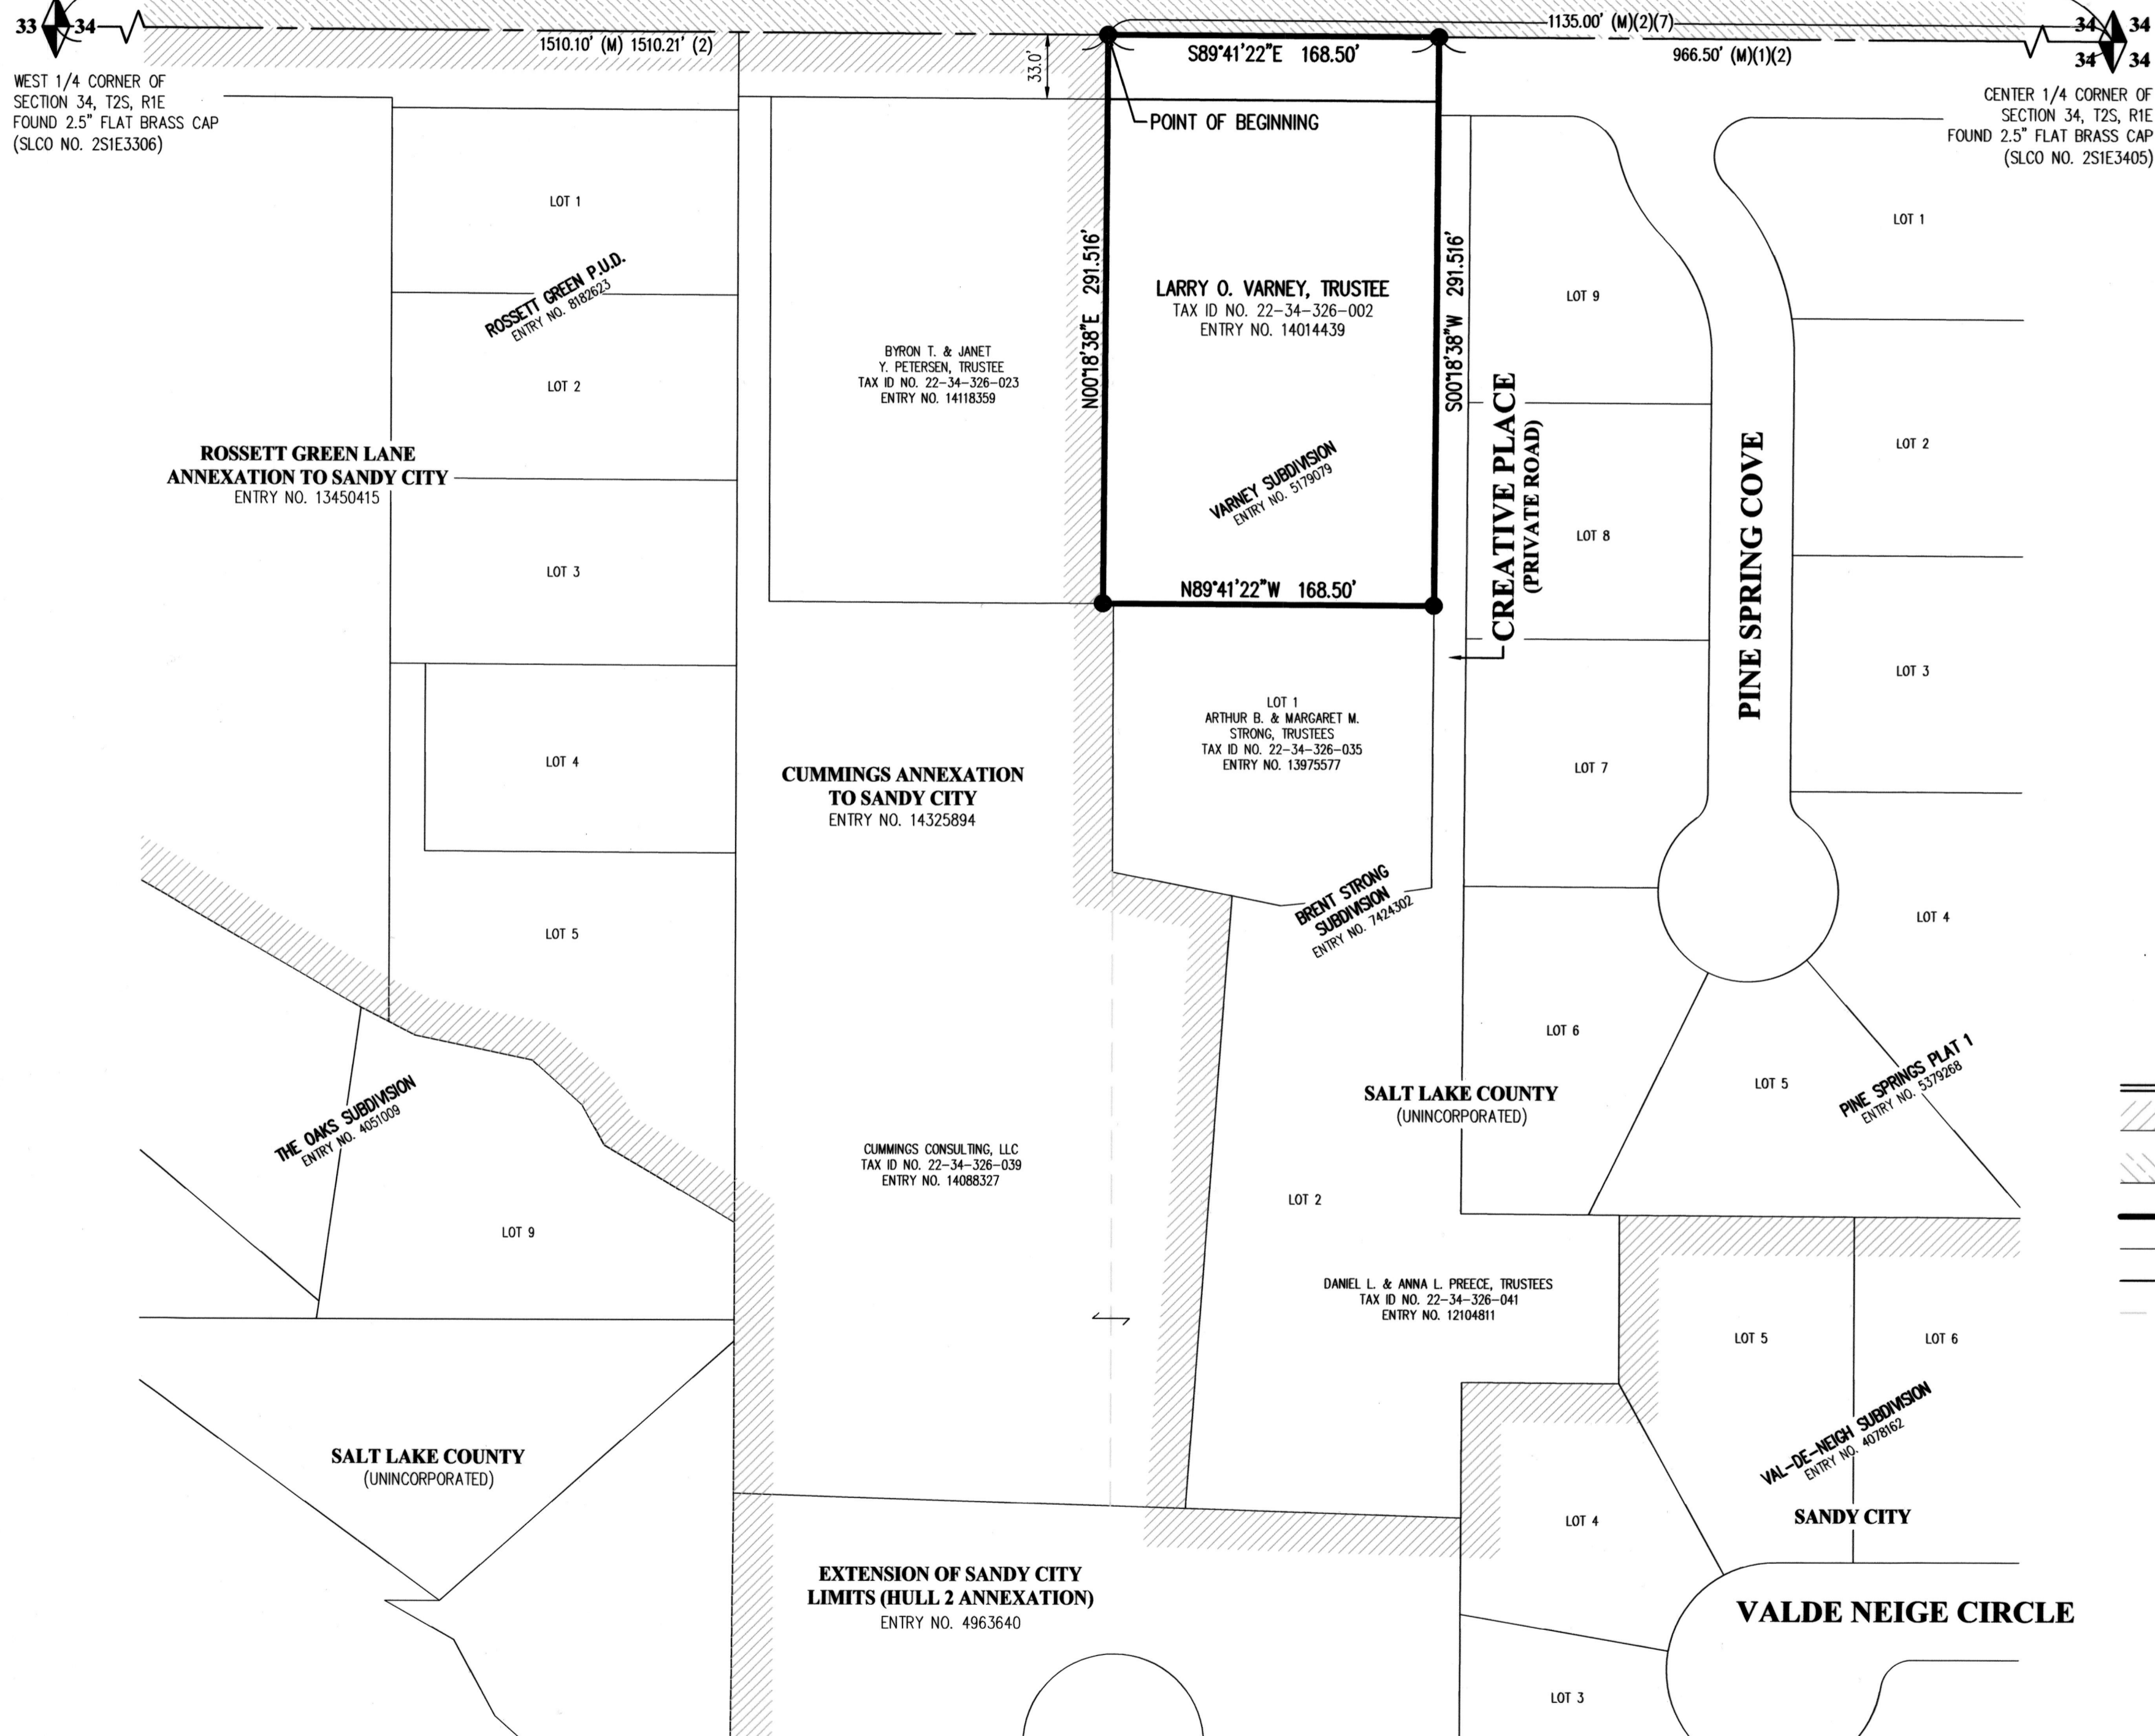 33 34
1510.10' (M) 1510.21' (2)
33.0'
S89°41'22"E 168.50'
1135.00' (M)(2)(7)
966.50' (M)(1)(2)
34 34
34 34
WEST 1/4 CORNER OF
SECTION 34, T2S, R1E
FOUND 2.5" FLAT BRASS CAP
(SLCO NO. 2S1E3306)
CENTER 1/4 CORNER OF
SECTION 34, T2S, R1E
FOUND 2.5" FLAT BRASS CAP
(SLCO NO. 2S1E3405)
POINT OF BEGINNING
LOT 1
ROSSETT GREEN P.U.D.
ENTRY NO. 8182623
LOT 2
LOT 3
LOT 4
LOT 5
ROSSETT GREEN LANE
ANNEXATION TO SANDY CITY
ENTRY NO. 13450415
BYRON T. & JANET
Y. PETERSEN, TRUSTEE
TAX ID NO. 22-34-326-023
ENTRY NO. 14118359
N00°18'38"E 291.516'
LARRY O. VARNEY, TRUSTEE
TAX ID NO. 22-34-326-002
ENTRY NO. 14014439
VARNEY SUBDIVISION
ENTRY NO. 5179079
S00°18'38"W 291.516'
N89°41'22"W 168.50'
CREATIVE PLACE
(PRIVATE ROAD)
LOT 9
LOT 8
LOT 7
LOT 6
PINE SPRING COVE
LOT 1
LOT 2
LOT 3
LOT 4
LOT 5
PINE SPRINGS PLAT 1
ENTRY NO. 5379268
CUMMINGS ANNEXATION
TO SANDY CITY
ENTRY NO. 14325894
LOT 1
ARTHUR B. & MARGARET M.
STRONG, TRUSTEES
TAX ID NO. 22-34-326-035
ENTRY NO. 13975577
BRENT STRONG
SUBDIVISION
ENTRY NO. 7424302
SALT LAKE COUNTY
(UNINCORPORATED)
THE OAKS SUBDIVISION
ENTRY NO. 4051009
LOT 9
CUMMINGS CONSULTING, LLC
TAX ID NO. 22-34-326-039
ENTRY NO. 14088327
LOT 2
DANIEL L. & ANNA L. PREECE, TRUSTEES
TAX ID NO. 22-34-326-041
ENTRY NO. 12104811
LOT 5
LOT 6
VAL-DE-NEIGH SUBDIVISION
ENTRY NO. 4078162
SANDY CITY
LOT 4
SALT LAKE COUNTY
(UNINCORPORATED)
EXTENSION OF SANDY CITY
LIMITS (HULL 2 ANNEXATION)
ENTRY NO. 4963640
VALDE NEIGE CIRCLE
LOT 3